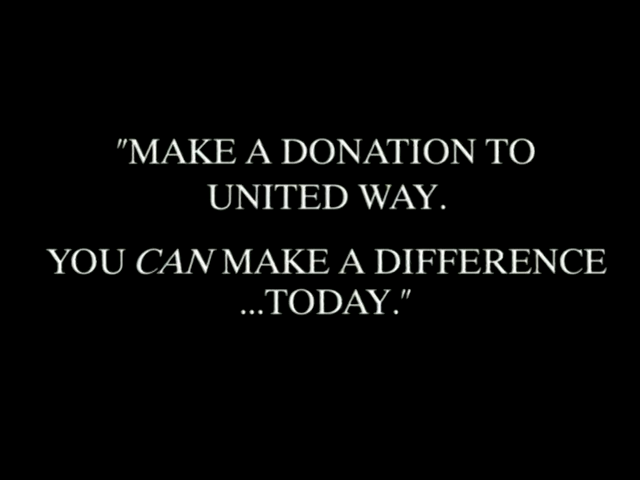 "MAKE A DONATION TO
UNITED WAY.
YOU CAN MAKE A DIFFERENCE
...TODAY."